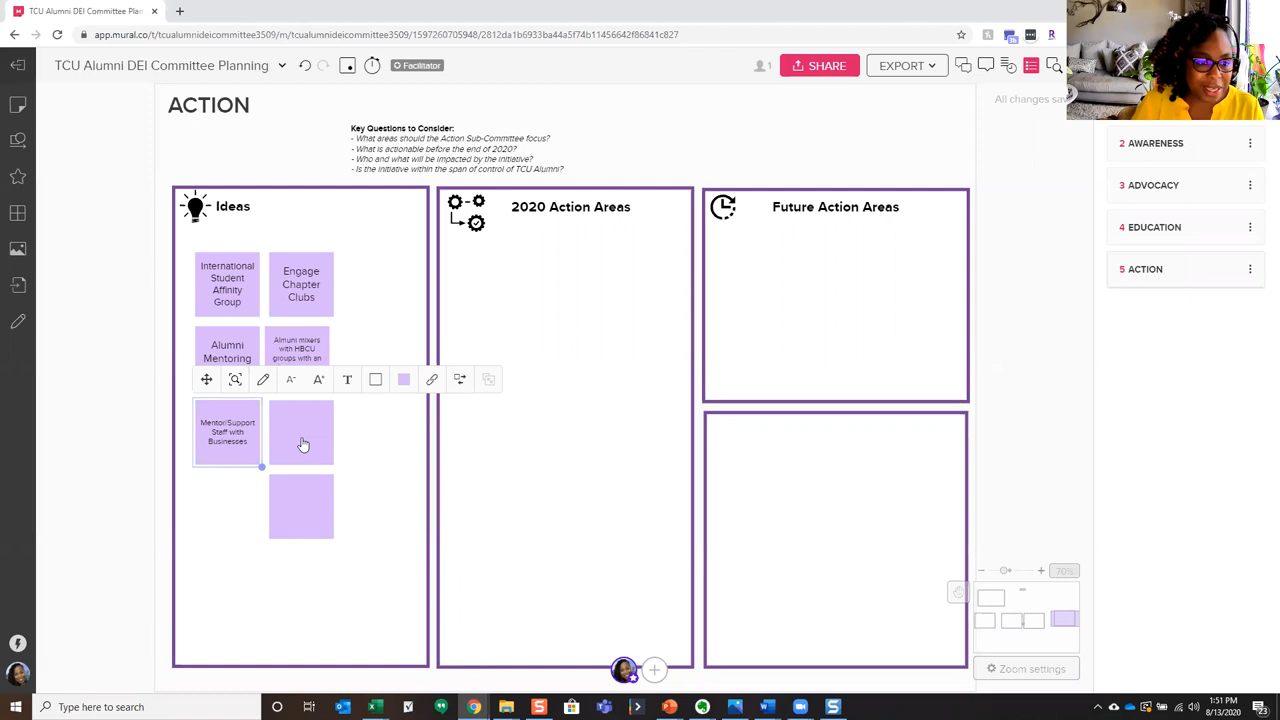 TCU Alumni DEI Committee Plan
app.mural.co/t/tcualumnideicommittee3509/m/tcualumnideicommittee3509/1597260705948/2812da1b6933ba44a5f74b11456642f86841c827
TCU Alumni DEI Committee Planning
Facilitator
1
SHARE
EXPORT
ACTION
All changes sav
Key Questions to Consider:
- What areas should the Action Sub-Committee focus?
- What is actionable before the end of 2020?
- Who and what will be impacted by the initiative?
- Is the initiative within the span of control of TCU Alumni?
2 AWARENESS
3 ADVOCACY
4 EDUCATION
5 ACTION
Ideas
2020 Action Areas
Future Action Areas
International
Student
Affinity
Group
Engage
Chapter
Clubs
Alumni
Mentoring
Almuni mixers
with HBCU
groups with an
A-
A+
T
Mentor/Support
Staff with
Businesses
70%
Zoom settings
Type here to search
1:51 PM
8/13/2020
23